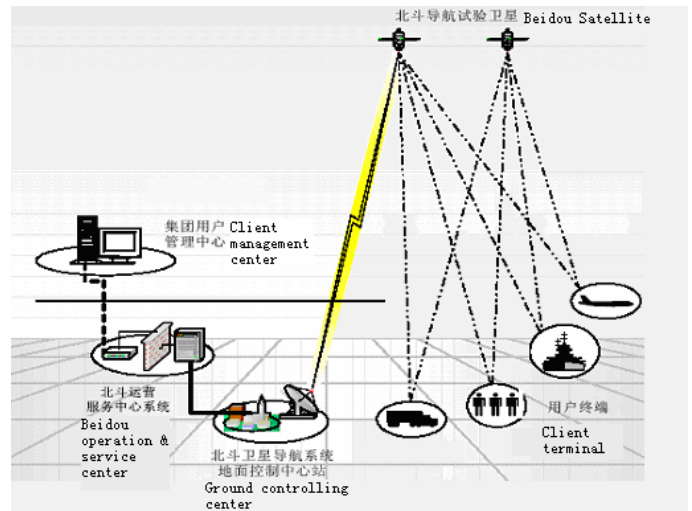 北斗导航试验卫星 Beidou Satellite
集团用户 Client
管理中心 management
center
北斗运营
服务中心系统
Beidou
operation &
service
center
北斗卫星导航系统
地面控制中心站
Ground controlling
center
用户终端
Client
terminal